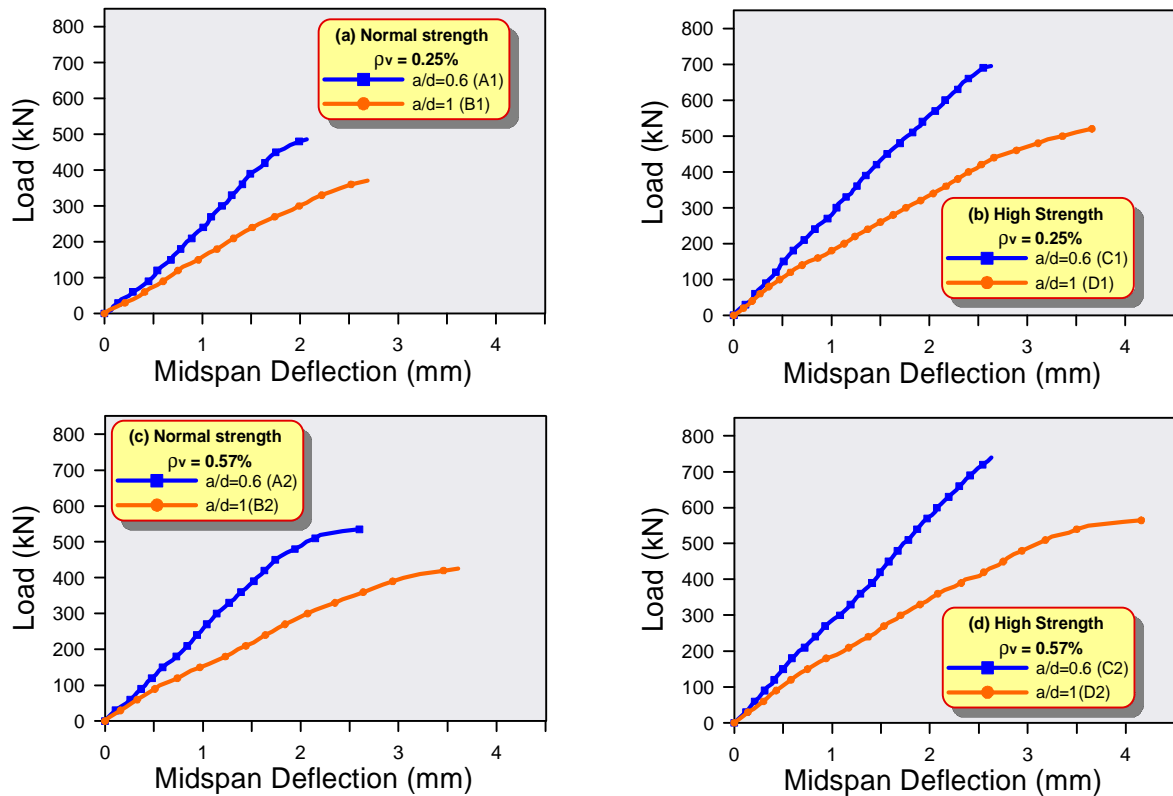 800
700
600
500
400
300
200
100
0
Load (kN)
(a) Normal strength
ρv = 0.25%
a/d=0.6 (A1)
a/d=1 (B1)
0 1 2 3 4
Midspan Deflection (mm)
800
700
600
500
400
300
200
100
0
Load (kN)
(b) High Strength
ρv = 0.25%
a/d=0.6 (C1)
a/d=1 (D1)
0 1 2 3 4
Midspan Deflection (mm)
800
700
600
500
400
300
200
100
0
Load (kN)
(c) Normal strength
ρv = 0.57%
a/d=0.6 (A2)
a/d=1(B2)
0 1 2 3 4
Midspan Deflection (mm)
800
700
600
500
400
300
200
100
0
Load (kN)
(d) High Strength
ρv = 0.57%
a/d=0.6 (C2)
a/d=1(D2)
0 1 2 3 4
Midspan Deflection (mm)